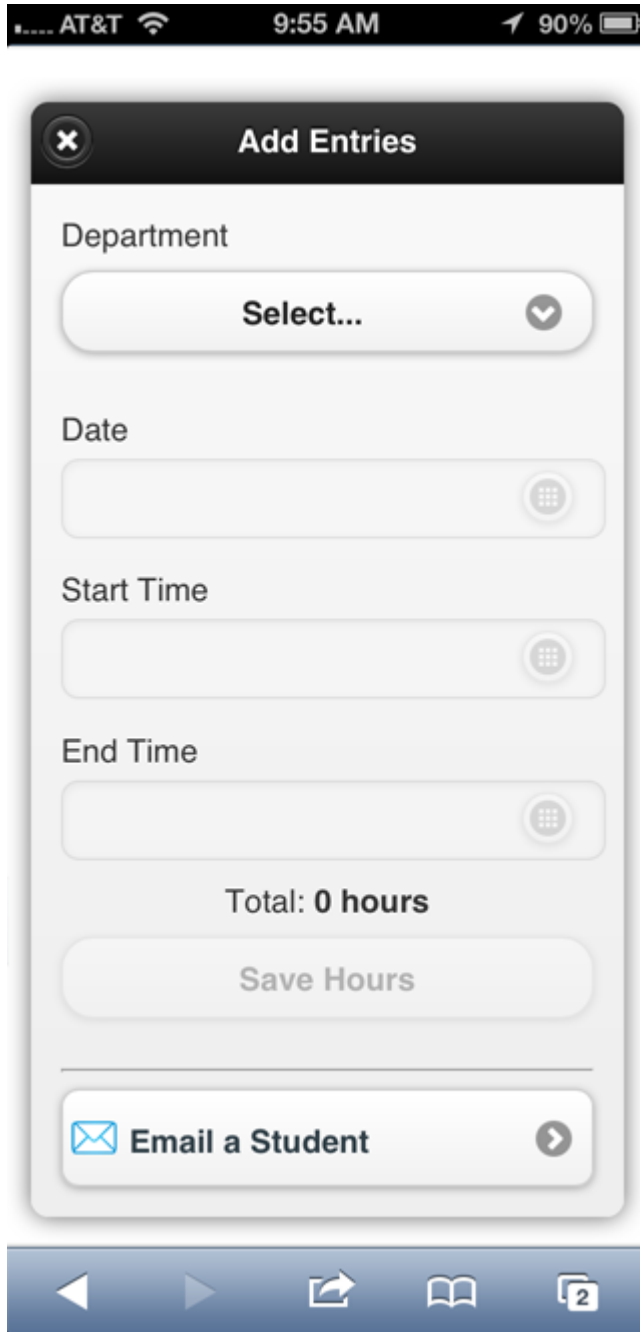 AT&T 9:55 AM 90%
Add Entries
Department
Select...
Date
Start Time
End Time
Total: 0 hours
Save Hours
Email a Student
2